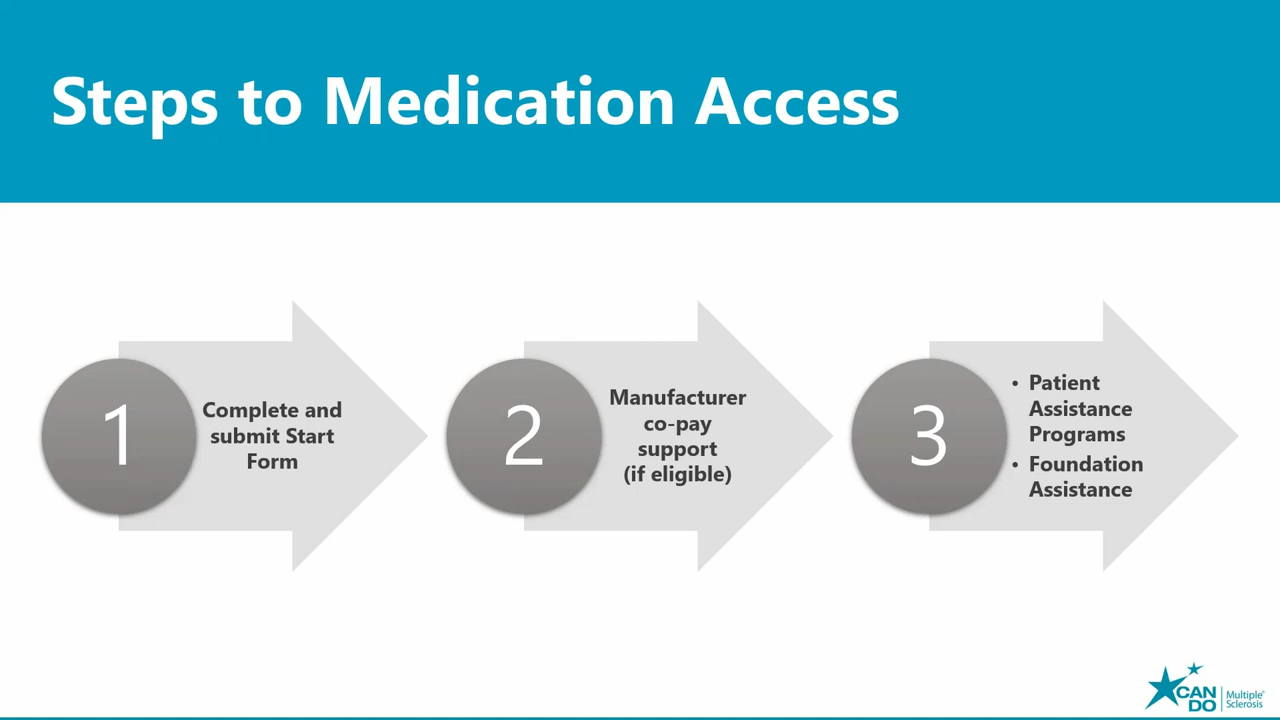 Steps to Medication Access
1
Complete and
submit Start
Form
2
Manufacturer
co-pay
support
(if eligible)
3
• Patient
Assistance
Programs
• Foundation
Assistance
CAN
DO
Multiple®
Sclerosis